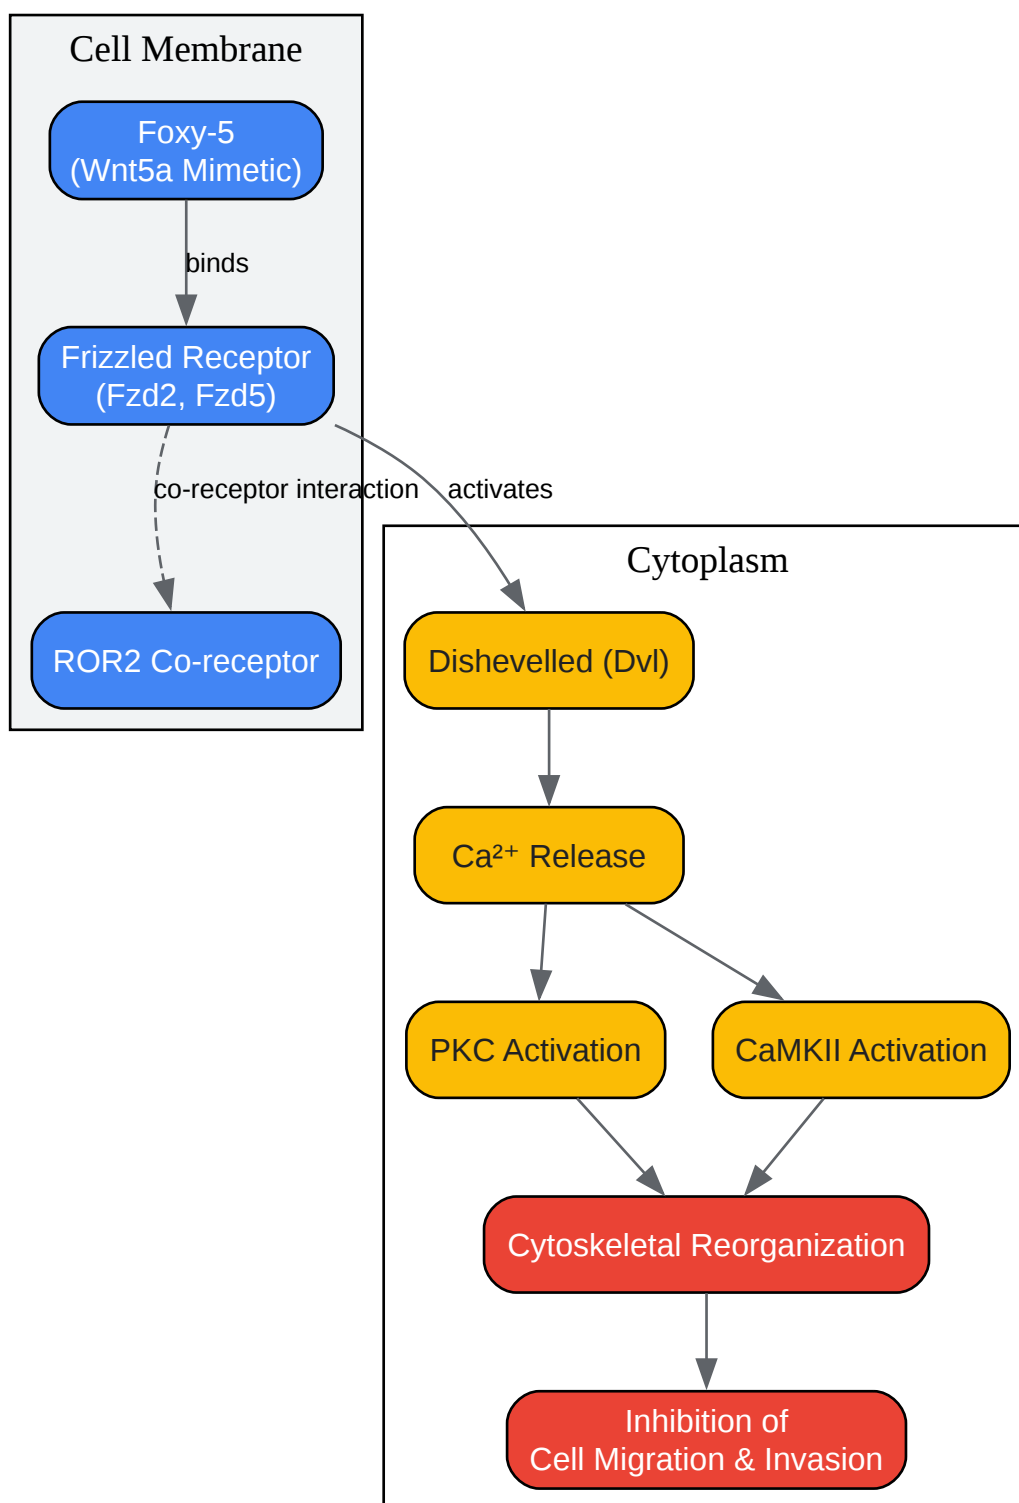 Cell Membrane
Foxy-5
(Wnt5a Mimetic)
binds
Frizzled Receptor
(Fzd2, Fzd5)
co-receptor interaction
activates
ROR2 Co-receptor
Cytoplasm
Dishevelled (Dvl)
Ca²⁺ Release
PKC Activation
CaMKII Activation
Cytoskeletal Reorganization
Inhibition of
Cell Migration & Invasion